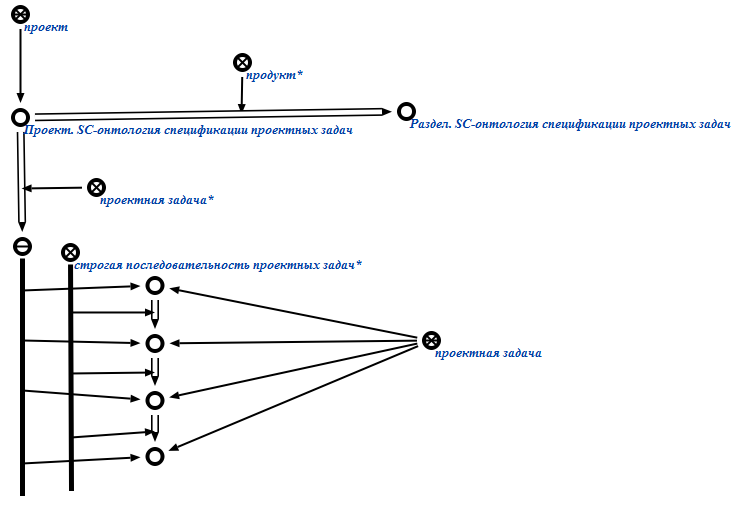 проект
продукт*
Проект. SC-онтология спецификации проектных задач
Раздел. SC-онтология спецификации проектных задач
проектная задача*
строгая последовательность проектных задач*
проектная задача